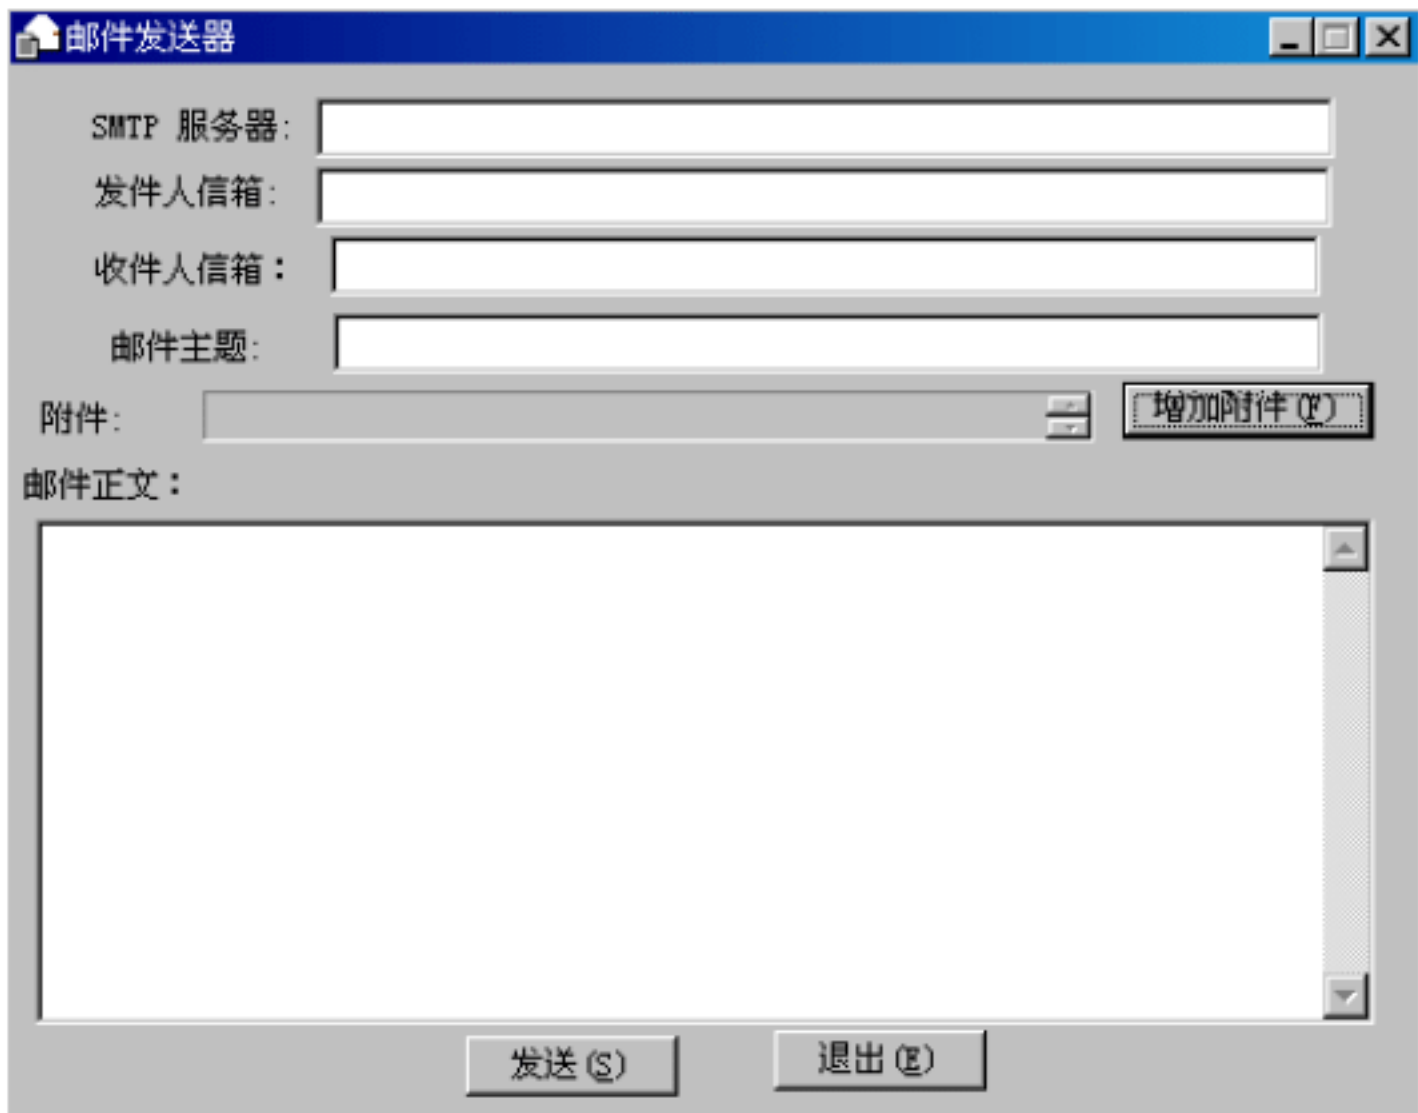 邮件发送器
SMTP 服务器:
发件人信箱:
收件人信箱：
邮件主题:
附件:
增加附件(F)
邮件正文：
发送(S)
退出(E)